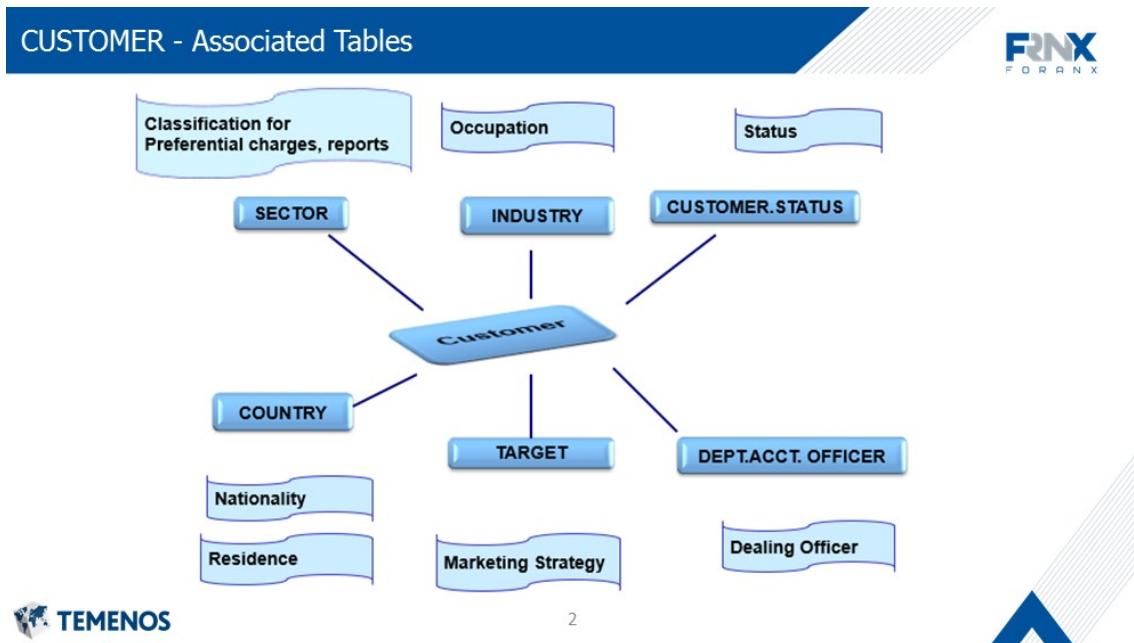 CUSTOMER - Associated Tables
FRNX
FORANX
Classification for
Preferential charges, reports
Occupation
Status
SECTOR
INDUSTRY
CUSTOMER.STATUS
Customer
COUNTRY
TARGET
DEPT.ACCT. OFFICER
Nationality
Residence
Marketing Strategy
Dealing Officer
TEMENOS
2